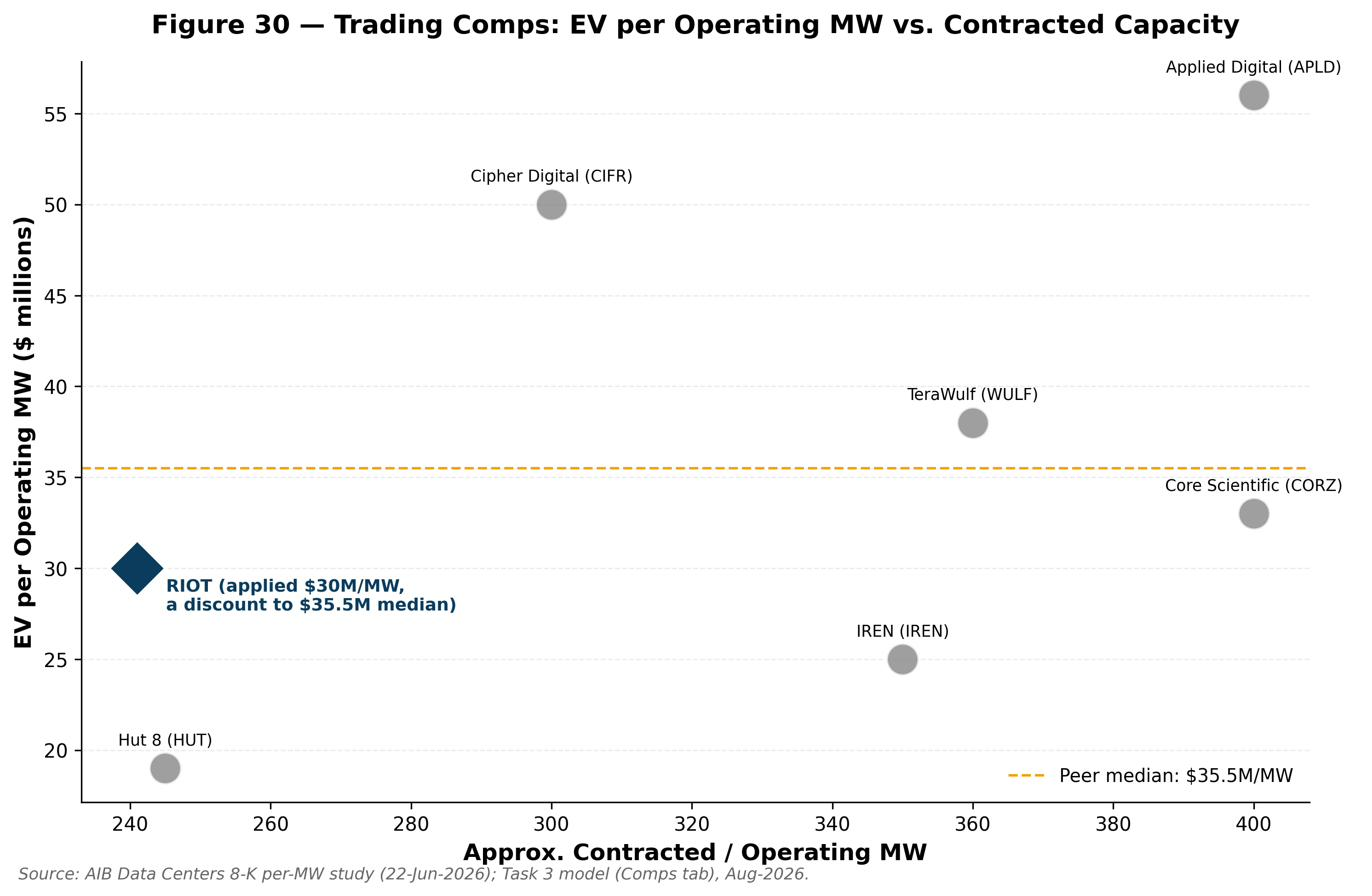 Figure 30 — Trading Comps: EV per Operating MW vs. Contracted Capacity
Applied Digital (APLD)
55
Cipher Digital (CIFR)
50
45
40
TeraWulf (WULF)
35
Core Scientific (CORZ)
30
RIOT (applied $30M/MW,
a discount to $35.5M median)
IREN (IREN)
25
Hut 8 (HUT)
20
Peer median: $35.5M/MW
EV per Operating MW ($ millions)
240 260 280 300 320 340 360 380 400
Approx. Contracted / Operating MW
Source: AIB Data Centers 8-K per-MW study (22-Jun-2026); Task 3 model (Comps tab), Aug-2026.